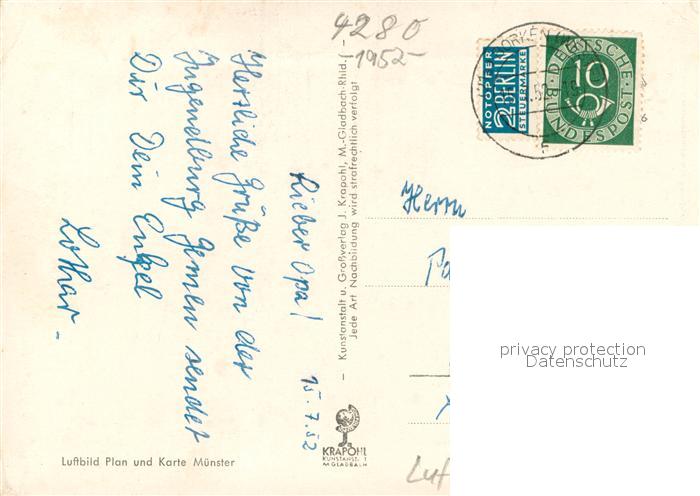 4280
1952-
Lieber Opa!
15.7.52
Herzliche Grüße von der
Jugendburg Gemen sendet
Dir Dein Enkel
Lothar.
Luftbild Plan und Karte Münster
— Kunstanstalt u. Großverlag J. Krapohl, M.-Gladbach-Rhld. —
Jede Art Nachbildung wird strafrechtlich verfolgt
KRAPOHL
KUNSTANST.
M.GLADBACH
NOTOPFER
2 BERLIN
STEUERMARKE
DEUTSCHE
10
BUNDESPOST
Herrn
privacy protection
Datenschutz